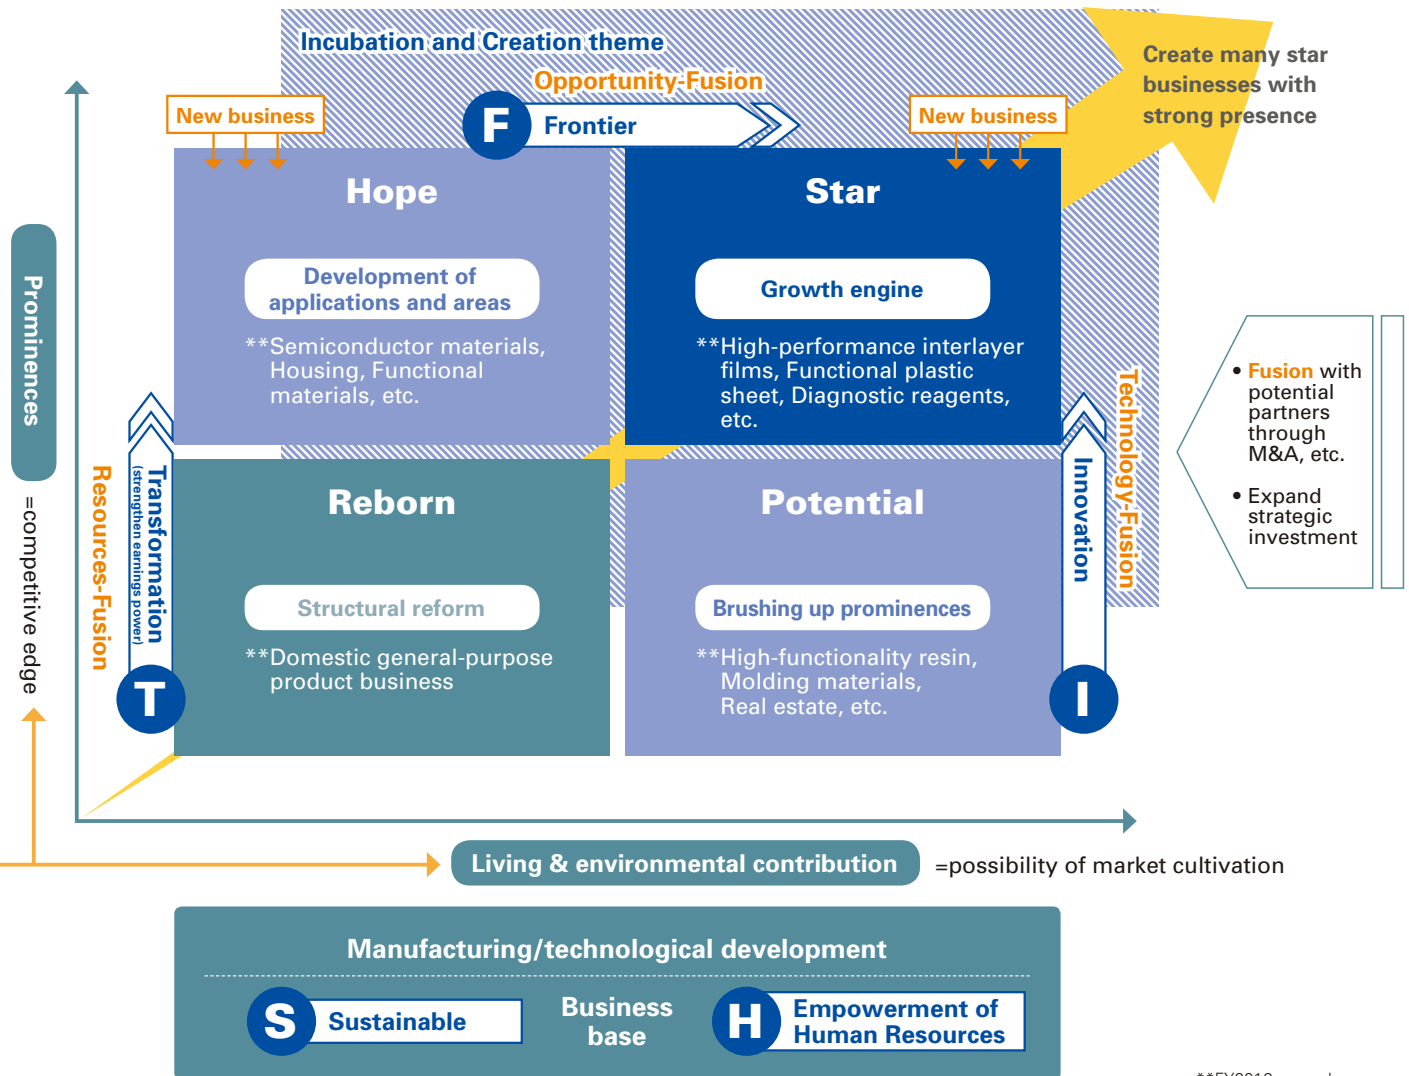 Incubation and Creation theme
Opportunity-Fusion
Create many star
businesses with
strong presence
New business
F
Frontier
New business
Hope
Star
Development of
applications and areas
Growth engine
**Semiconductor materials,
Housing, Functional
materials, etc.
**High-performance interlayer
films, Functional plastic
sheet, Diagnostic reagents,
etc.
Prominences
=competitive edge
Resources-Fusion
Transformation
(strengthen earnings power)
T
Reborn
Potential
Structural reform
Brushing up prominences
**Domestic general-purpose
product business
**High-functionality resin,
Molding materials,
Real estate, etc.
Innovation
I
Technology-Fusion
• Fusion with
potential
partners
through
M&A, etc.
• Expand
strategic
investment
Living & environmental contribution
=possibility of market cultivation
Manufacturing/technological development
S
Sustainable
Business
base
H
Empowerment of
Human Resources